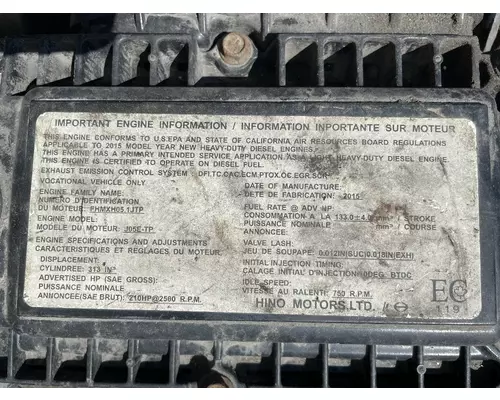 IMPORTANT ENGINE INFORMATION / INFORMATION INPORTANTE SUR MOTEUR
THIS ENGINE CONFORMS TO U.S.EPA AND STATE OF CALIFORNIA AIR RESOURCES BOARD REGULATIONS
APPLICABLE TO 2015 MODEL YEAR NEW HEAVY-DUTY DIESEL ENGINES.
THIS ENGINE HAS A PRIMARY INTENDED SERVICE APPLICATION AS A LIGHT HEAVY-DUTY DIESEL ENGINE.
THIS ENGINE IS CERTIFIED TO OPERATE ON DIESEL FUEL.
EXHAUST EMISSION CONTROL SYSTEM : DFI,TC,CAC,ECM,PTOX,OC,EGR,SCR
ENGINE FAMILY NAME:
NUMERO D'IDENTIFICATION
DU MOTEUR: FHMXH05.1JTP
ENGINE MODEL:
MODÈLE DU MOTEUR: J05E-TP
ENGINE SPECIFICATIONS AND ADJUSTMENTS
CARACTERISTIQUES ET REGLAGES DU MOTEUR:
DISPLACEMENT:
CYLINDREE: 313 IN³
ADVERTISED HP (SAE GROSS):
PUISSANCE NOMINALE
ANNONCEE(SAE BRUT): 210HP@2500 R.P.M.
DATE OF MANUFACTURE:
DETE DE FABRICATION: 2015
FUEL RATE @ ADV HP:
CONSOMMATION A LA 133.0±4.0 mm³ / STROKE
PUISSANCE NOMINALE mm³ / COURSE
ANNONCEE:
VALVE LASH:
JEU DE SOUPAPE: 0.012IN(SUC)0.018IN(EXH)
INITIAL INJECTION TIMING:
CALAGE INITIAL D'INJECTION: 0DEG. BTDC
IDLE SPEED:
VITESSE AU RALENTI: 750 R.P.M.
HINO MOTORS,LTD.
EC
119